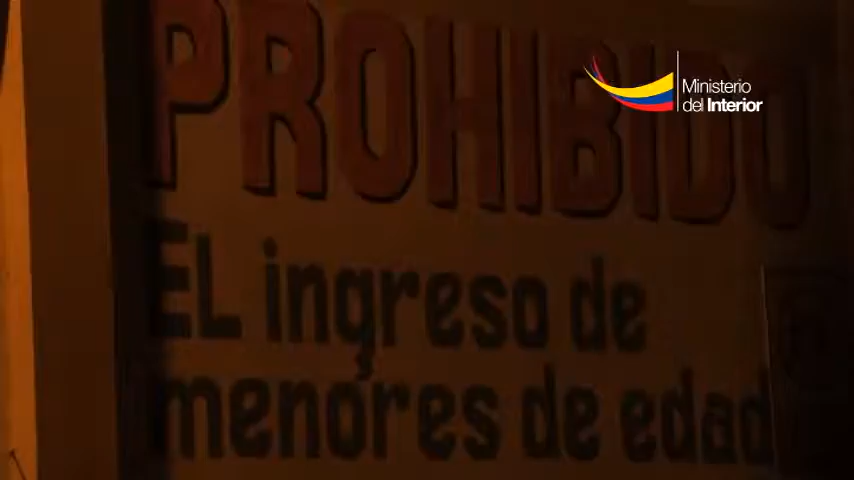 PROHIBIDO
Ministerio
del Interior
EL ingreso de
menores de edad